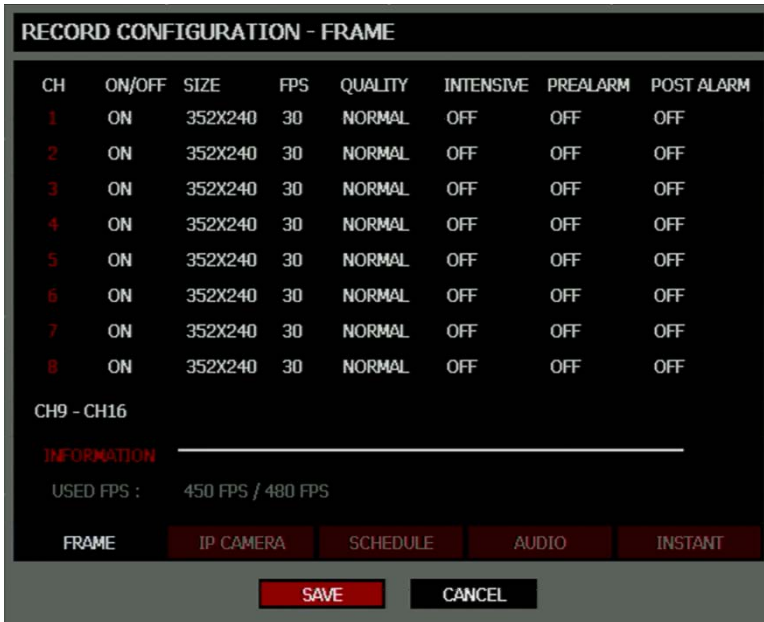 RECORD CONFIGURATION - FRAME
CH ON/OFF SIZE FPS QUALITY INTENSIVE PREALARM POST ALARM
1 ON 352X240 30 NORMAL OFF OFF OFF
2 ON 352X240 30 NORMAL OFF OFF OFF
3 ON 352X240 30 NORMAL OFF OFF OFF
4 ON 352X240 30 NORMAL OFF OFF OFF
5 ON 352X240 30 NORMAL OFF OFF OFF
6 ON 352X240 30 NORMAL OFF OFF OFF
7 ON 352X240 30 NORMAL OFF OFF OFF
8 ON 352X240 30 NORMAL OFF OFF OFF
CH9 - CH16
INFORMATION
USED FPS : 450 FPS / 480 FPS
FRAME IP CAMERA SCHEDULE AUDIO INSTANT
SAVE CANCEL